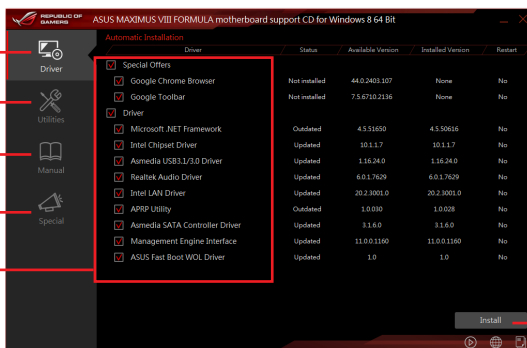 REPUBLIC OF GAMERS
ASUS MAXIMUS VIII FORMULA motherboard support CD for Windows 8 64 Bit
Automatic Installation
Driver Status Available Version Installed Version Restart
Special Offers
Google Chrome Browser Not installed 44.0.2403.107 None No
Google Toolbar Not installed 7.5.6710.2136 None No
Driver
Microsoft .NET Framework Outdated 4.5.51650 4.5.50616 No
Intel Chipset Driver Updated 10.1.1.7 10.1.1.7 No
Asmedia USB3.1/3.0 Driver Updated 1.16.24.0 1.16.24.0 No
Realtek Audio Driver Updated 6.0.1.7629 6.0.1.7629 No
Intel LAN Driver Updated 20.2.3001.0 20.2.3001.0 No
APRP Utility Outdated 1.0.030 1.0.028 No
Asmedia SATA Controller Driver Updated 3.1.6.0 3.1.6.0 No
Management Engine Interface Updated 11.0.0.1160 11.0.0.1160 No
ASUS Fast Boot WOL Driver Updated 1.0 1.0 No
Driver
Utilities
Manual
Special
Install